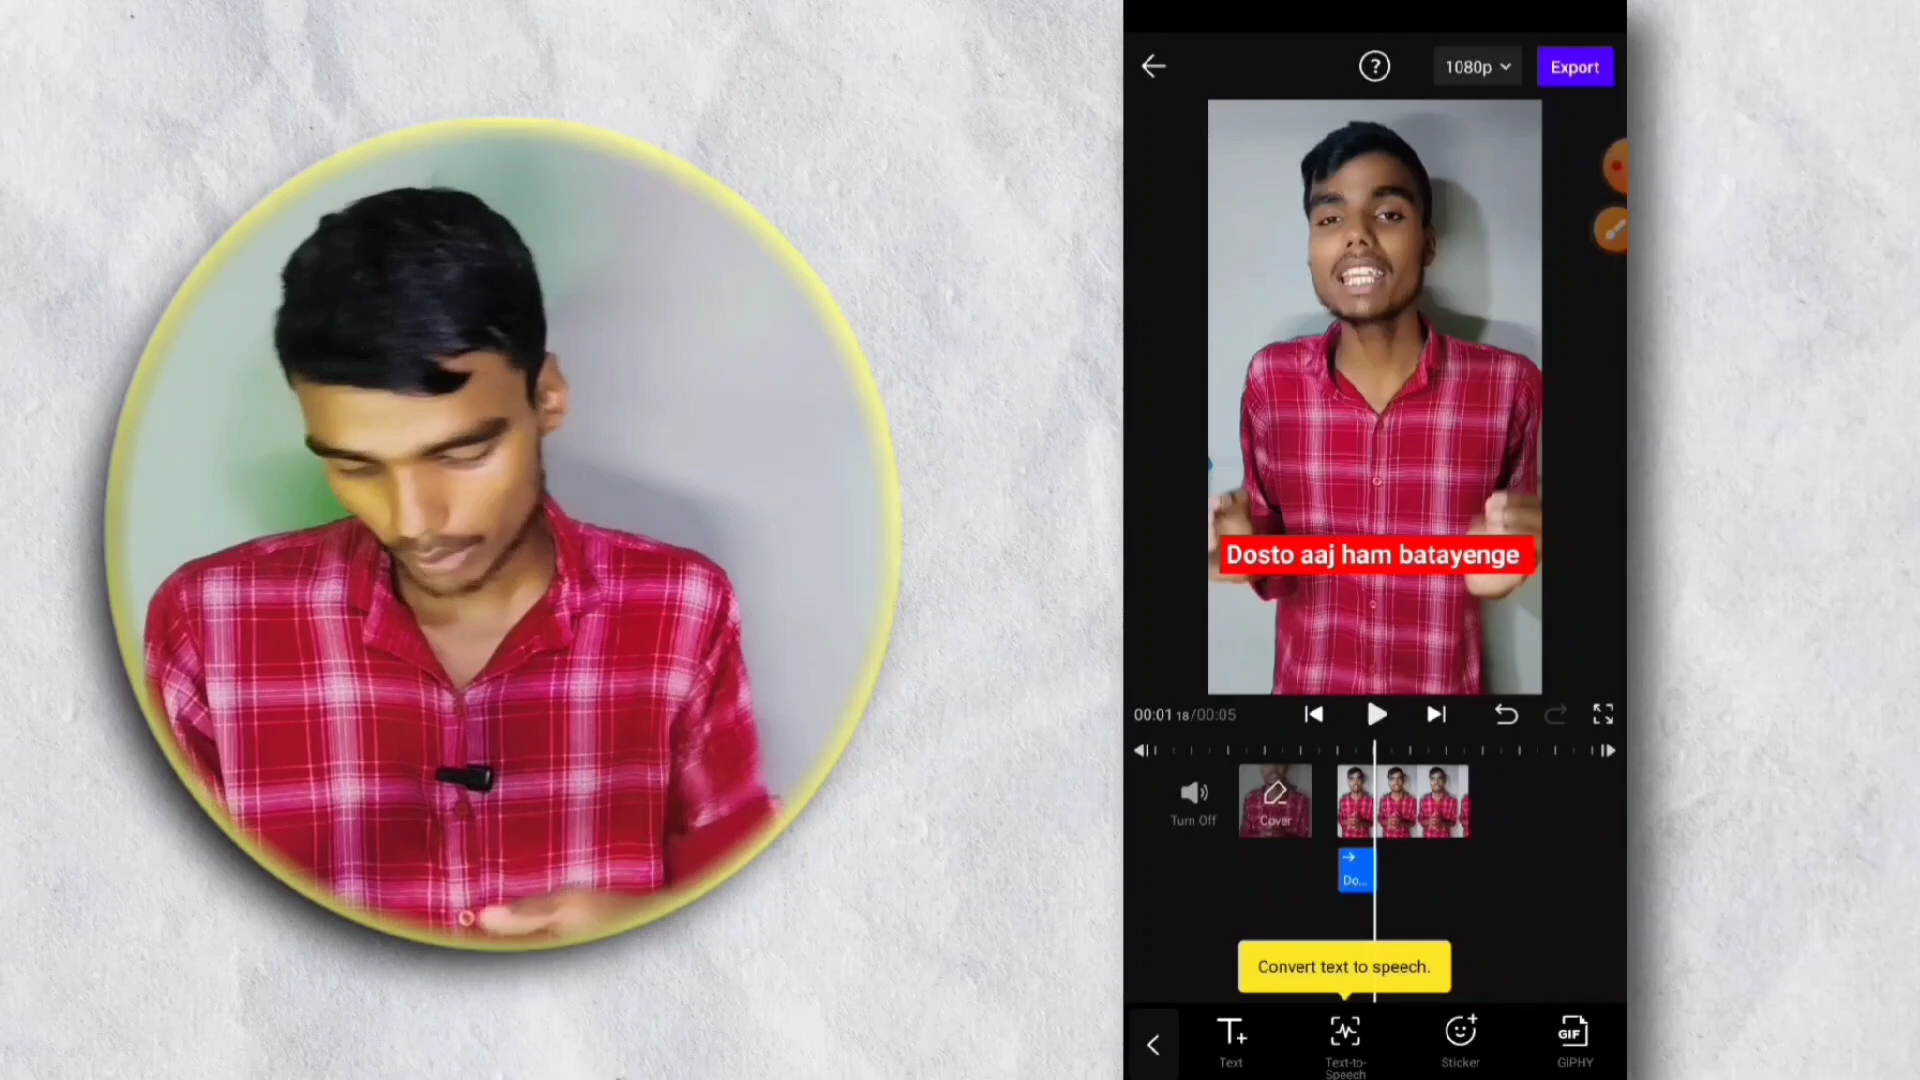 ?
1080p
Export
Dosto aaj ham batayenge
00:01 18/00:05
Turn Off
Cover
Do...
Convert text to speech.
Text
Text-to-
Speech
Sticker
GIF
GIPHY